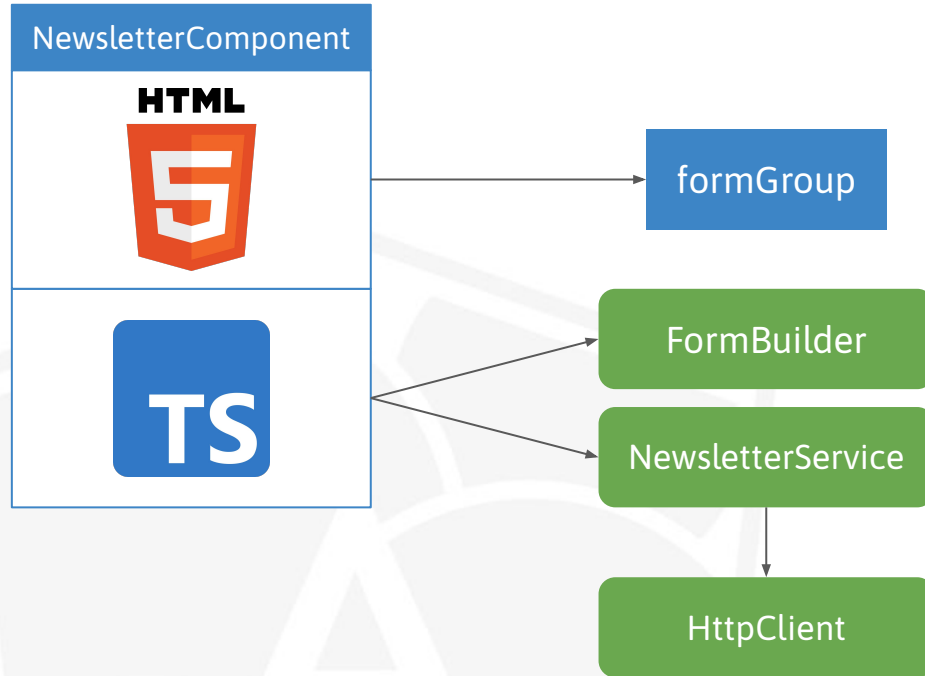 NewsletterComponent
HTML
5
formGroup
TS
FormBuilder
NewsletterService
HttpClient